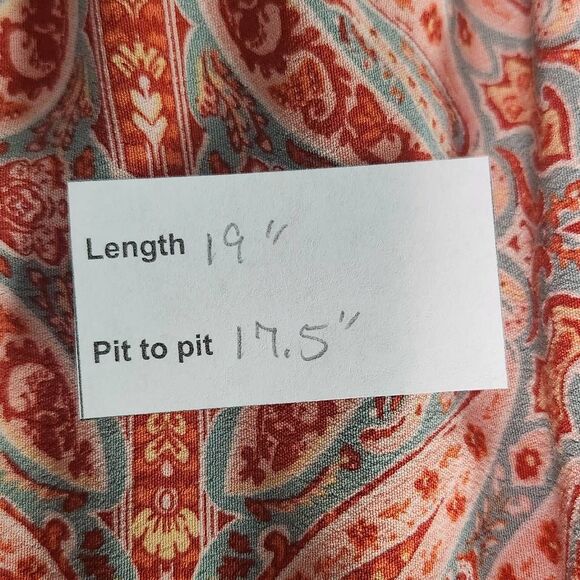 Length 19"
Pit to pit 17.5"